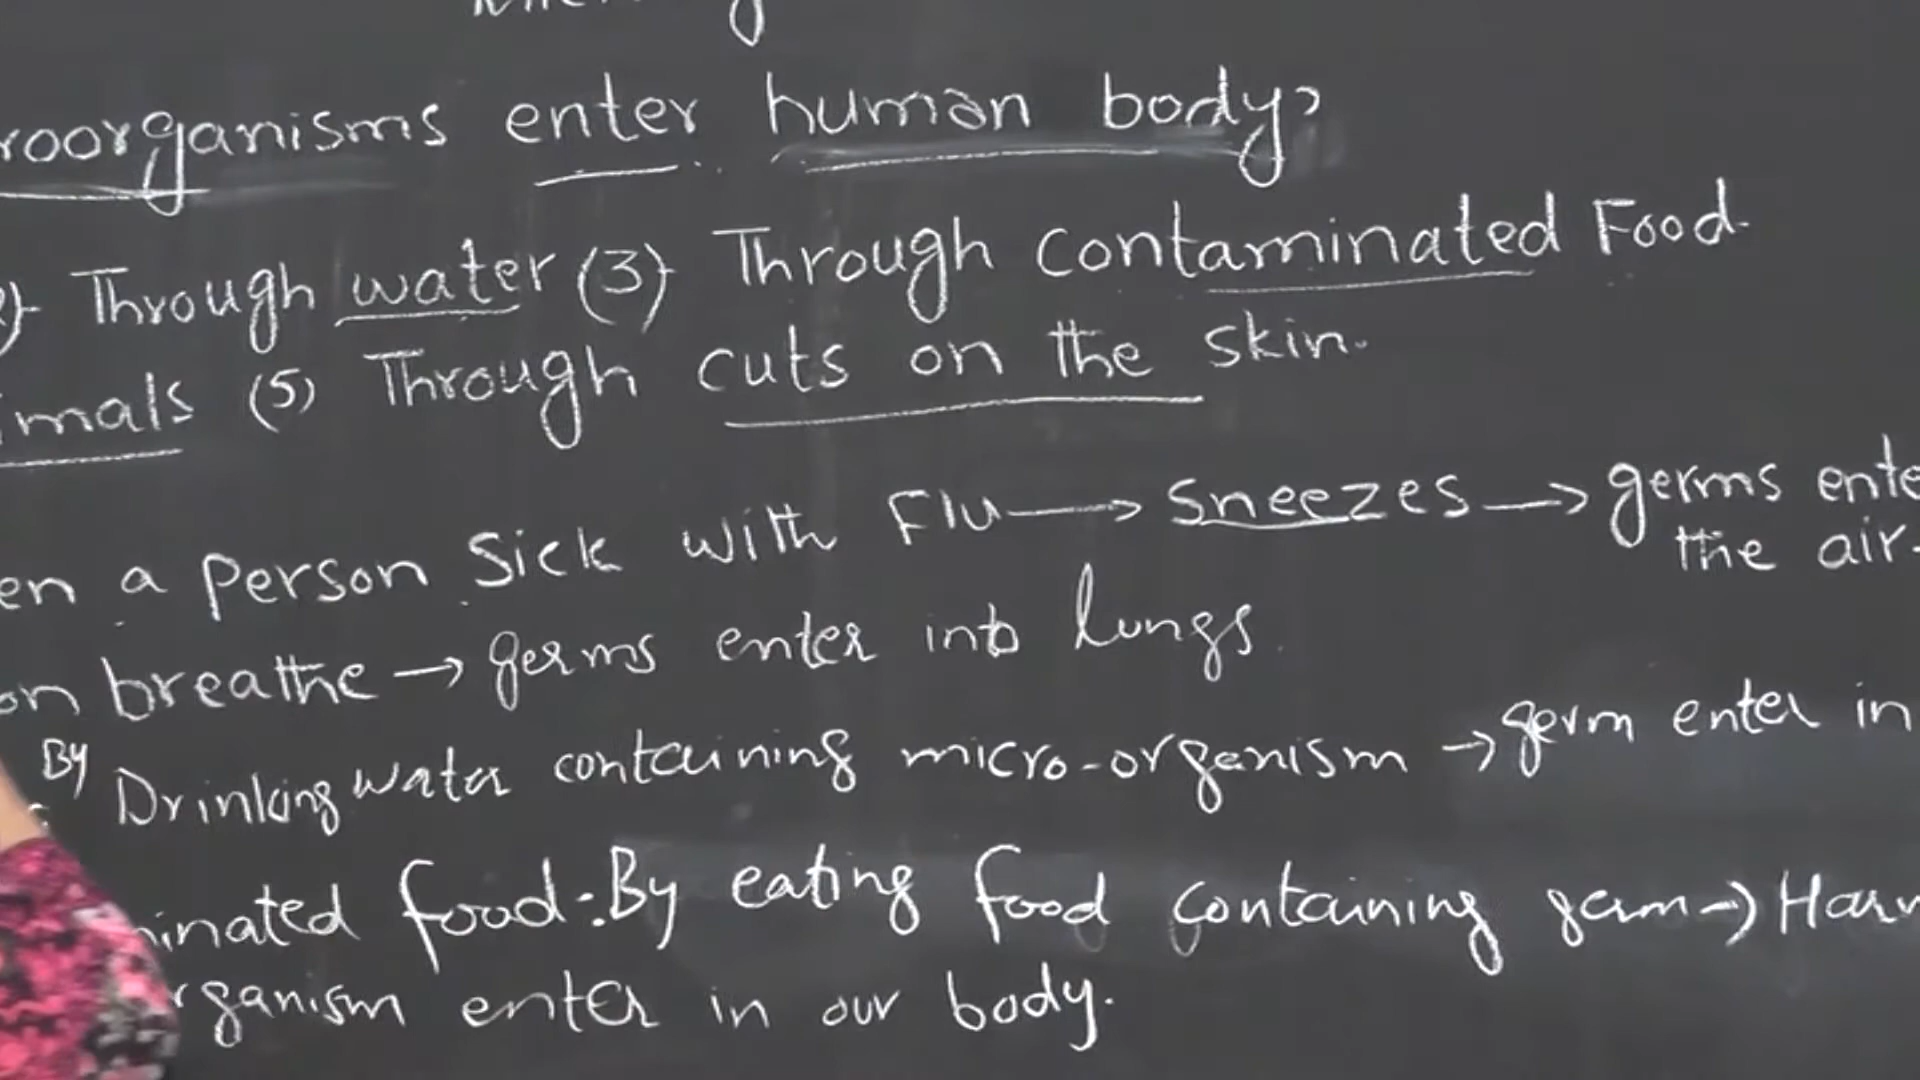 roorganisms enter human body?
Through water (3) Through contaminated Food.
imals (5) Through cuts on the skin.
en a person sick with Flu → Sneezes → germs ente
the air.
on breathe → germs enter into lungs.
By Drinking water containing micro-organism → germ enter in
inated food: By eating food containing germ → Har
rganism enter in our body.